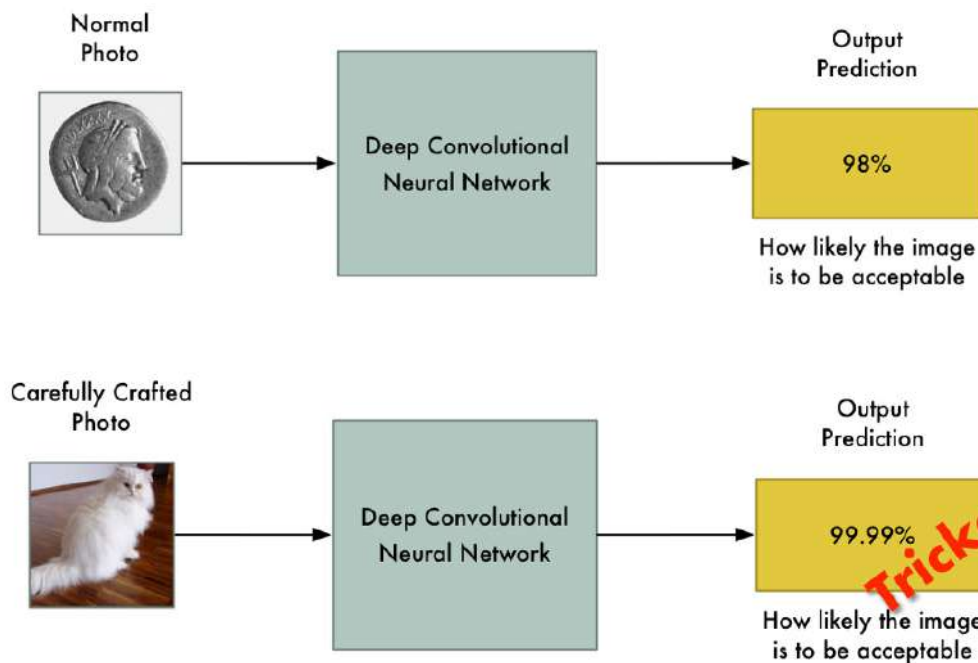 Normal
Photo
Output
Prediction
Deep Convolutional
Neural Network
98%
How likely the image
is to be acceptable
Carefully Crafted
Photo
Output
Prediction
Deep Convolutional
Neural Network
99.99%
How likely the image
is to be acceptable